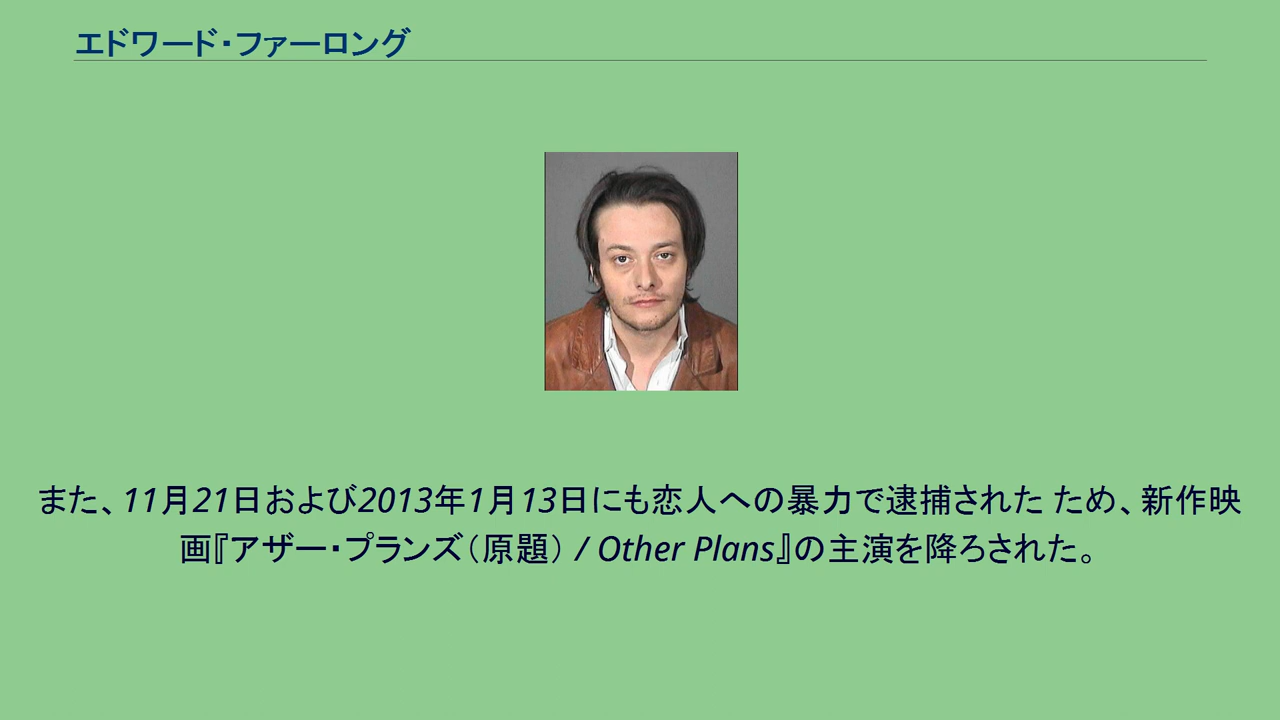 エドワード・ファーロング
また、11月21日および2013年1月13日にも恋人への暴力で逮捕された ため、新作映
画『アザー・プランズ（原題） / Other Plans』の主演を降ろされた。